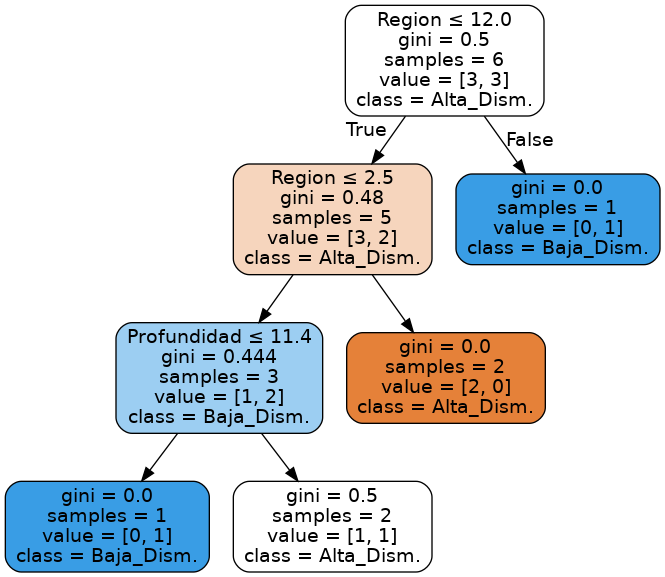 Region ≤ 12.0
gini = 0.5
samples = 6
value = [3, 3]
class = Alta_Dism.
True
False
Region ≤ 2.5
gini = 0.48
samples = 5
value = [3, 2]
class = Alta_Dism.
gini = 0.0
samples = 1
value = [0, 1]
class = Baja_Dism.
Profundidad ≤ 11.4
gini = 0.444
samples = 3
value = [1, 2]
class = Baja_Dism.
gini = 0.0
samples = 2
value = [2, 0]
class = Alta_Dism.
gini = 0.0
samples = 1
value = [0, 1]
class = Baja_Dism.
gini = 0.5
samples = 2
value = [1, 1]
class = Alta_Dism.